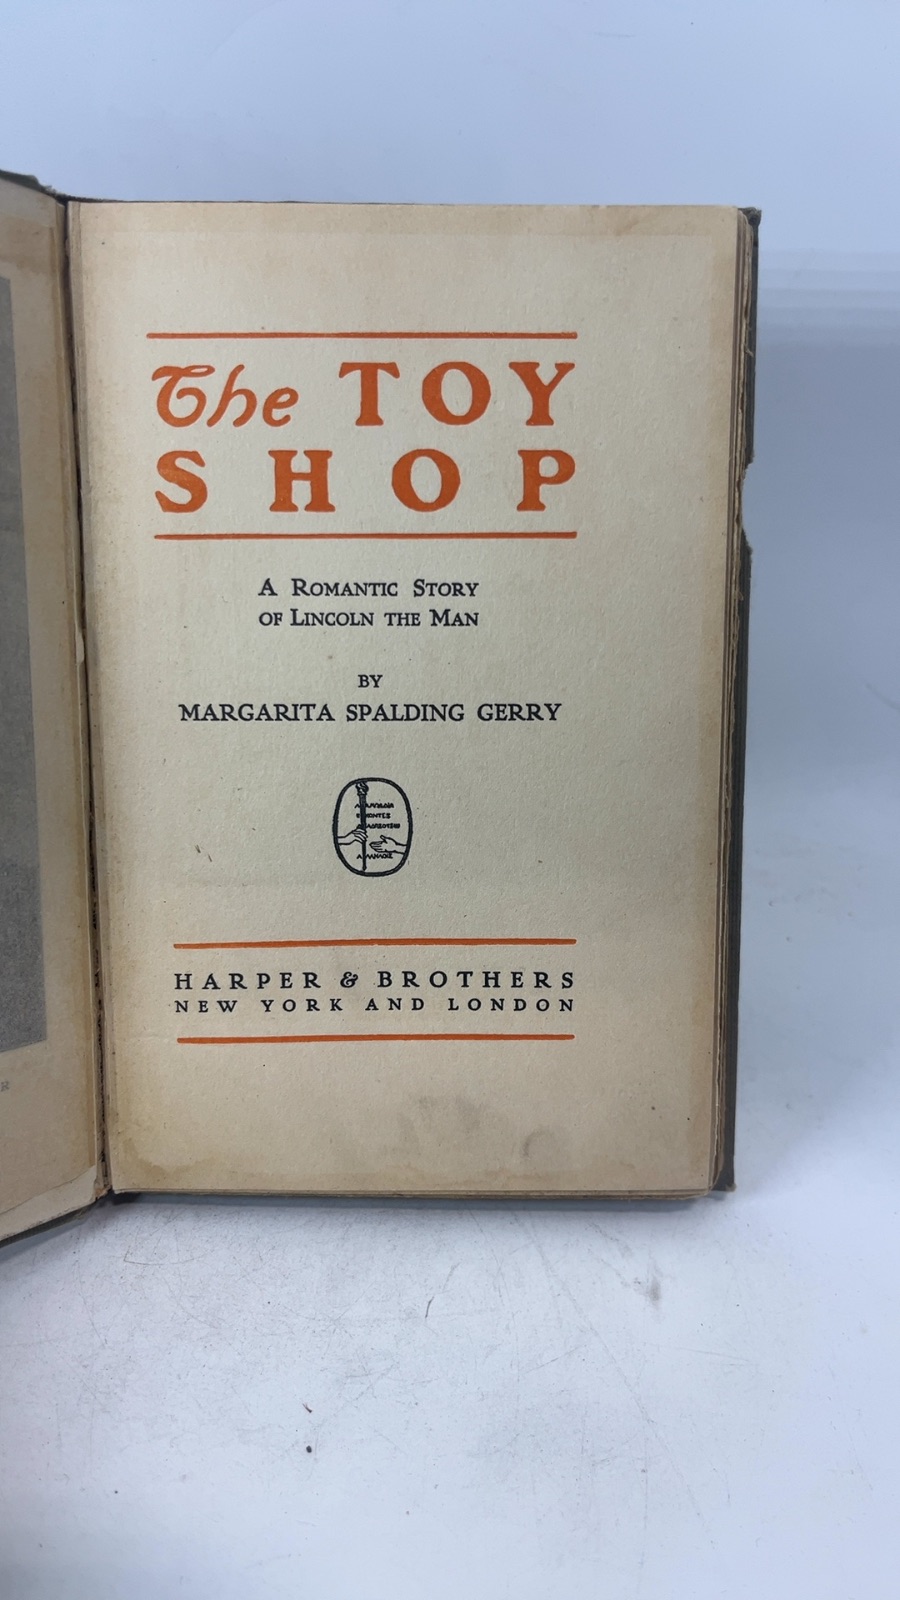 The TOY
SHOP
A ROMANTIC STORY
OF LINCOLN THE MAN
BY
MARGARITA SPALDING GERRY
HARPER & BROTHERS
NEW YORK AND LONDON
R